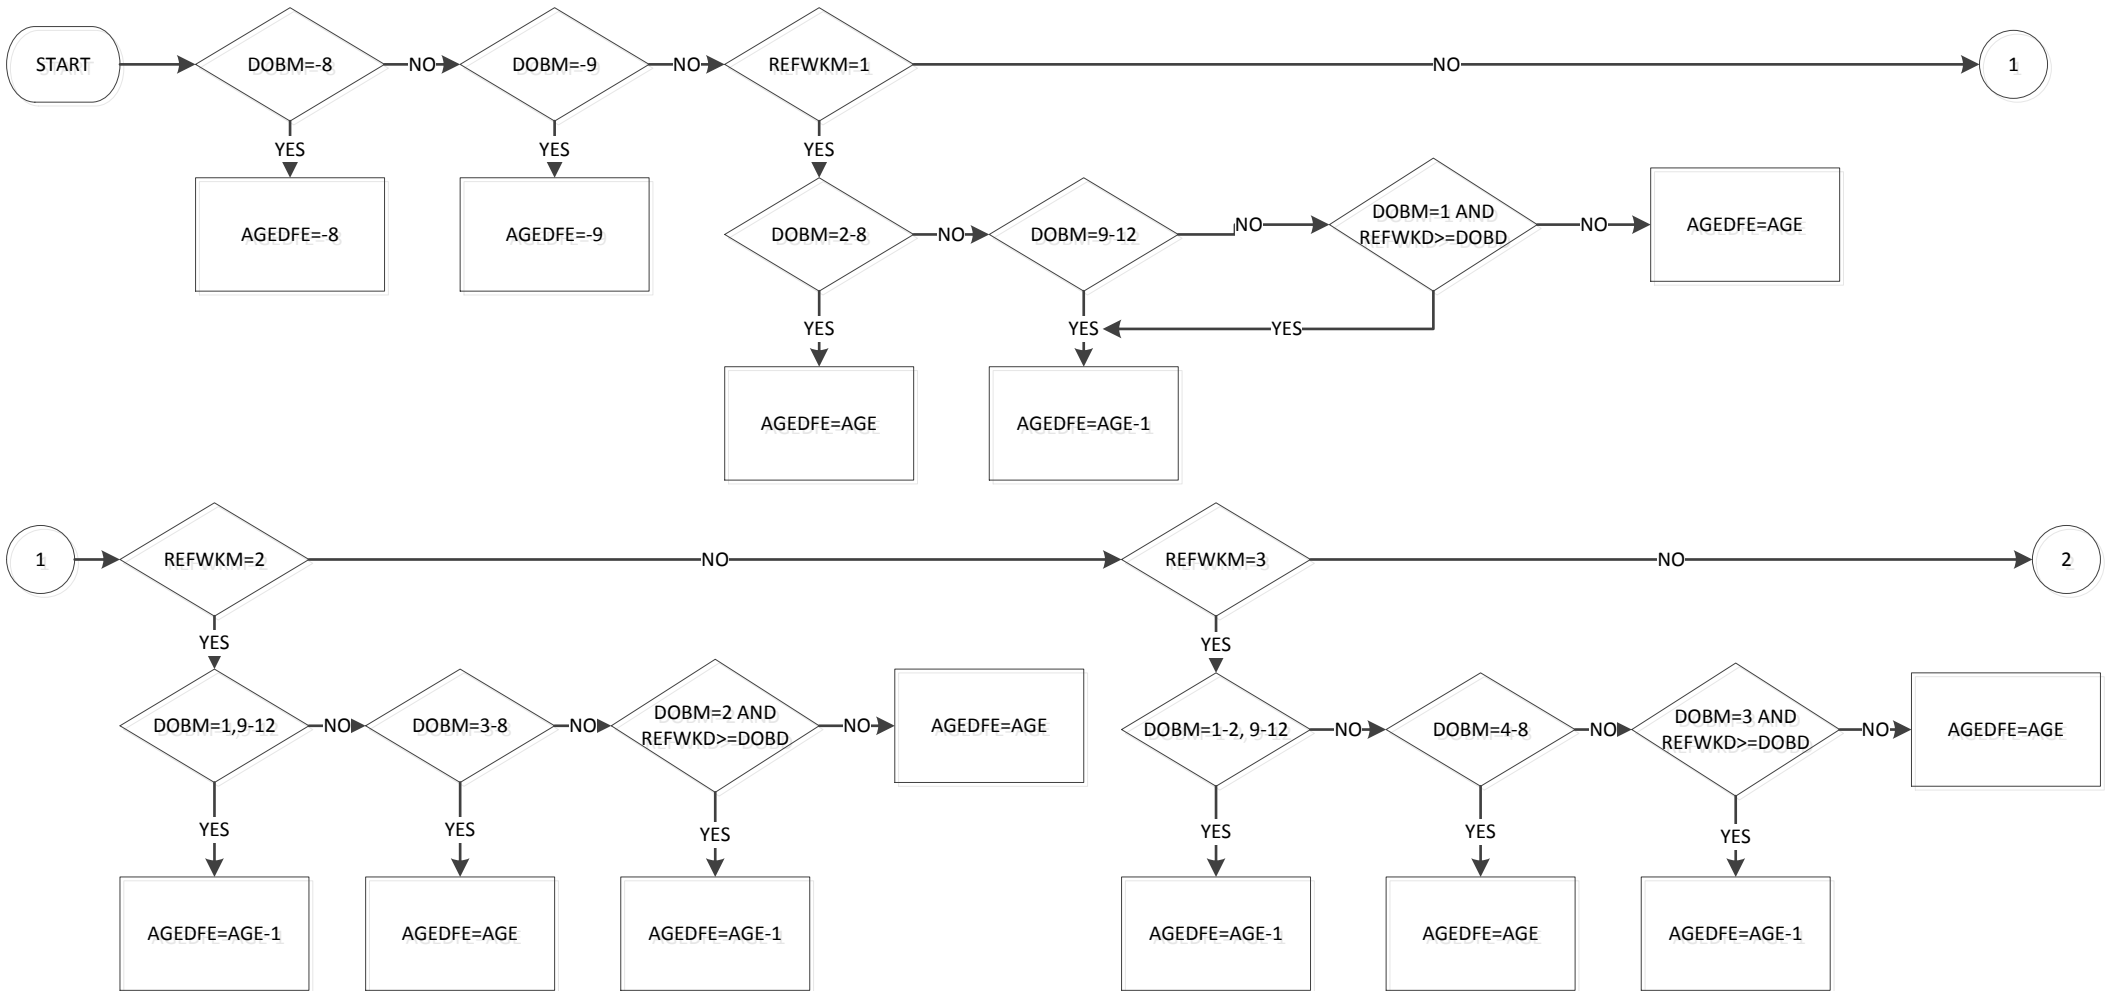 START
DOBM=-8
NO
DOBM=-9
NO
REFWKM=1
NO
1
YES
YES
YES
AGEDFE=-8
AGEDFE=-9
DOBM=2-8
NO
DOBM=9-12
NO
DOBM=1 AND
REFWKD>=DOBD
NO
AGEDFE=AGE
YES
YES
YES
AGEDFE=AGE
AGEDFE=AGE-1
1
REFWKM=2
NO
REFWKM=3
NO
2
YES
YES
DOBM=1,9-12
NO
DOBM=3-8
NO
DOBM=2 AND
REFWKD>=DOBD
NO
AGEDFE=AGE
DOBM=1-2, 9-12
NO
DOBM=4-8
NO
DOBM=3 AND
REFWKD>=DOBD
NO
AGEDFE=AGE
YES
YES
YES
YES
YES
YES
AGEDFE=AGE-1
AGEDFE=AGE
AGEDFE=AGE-1
AGEDFE=AGE-1
AGEDFE=AGE
AGEDFE=AGE-1